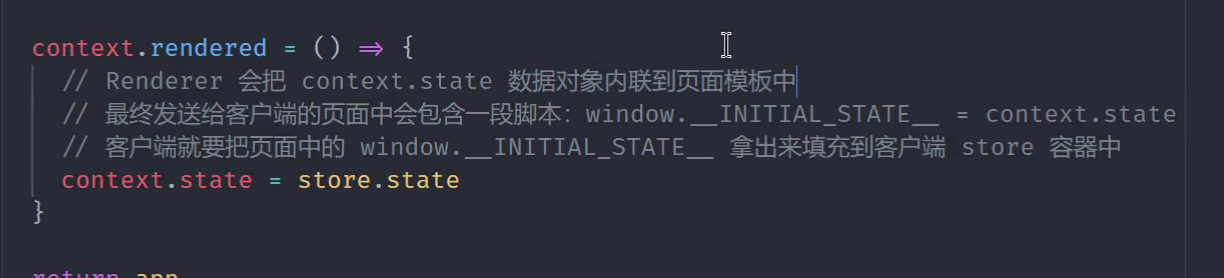 context.rendered = () => {
// Renderer 会把 context.state 数据对象内联到页面模板中
// 最终发送给客户端的页面中会包含一段脚本：window.__INITIAL_STATE__ = context.state
// 客户端就要把页面中的 window.__INITIAL_STATE__ 拿出来填充到客户端 store 容器中
context.state = store.state
}
return app